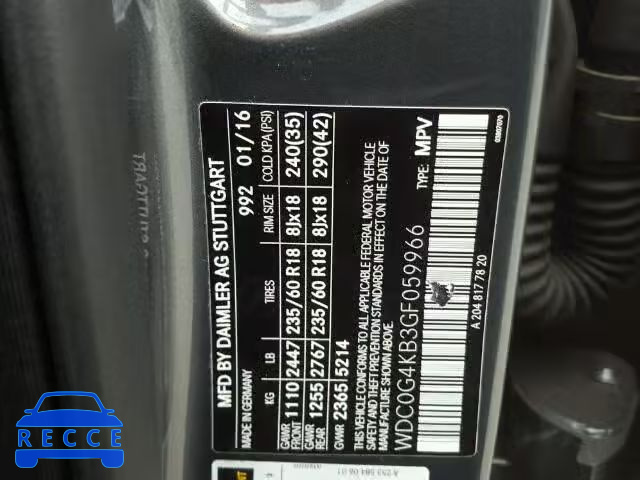 MFD BY DAIMLER AG STUTTGART
MADE IN GERMANY 992 01/16
KG LB TIRES RIM SIZE COLD KPA(PSI)
GAWR FRONT 1110 2447 235/60 R18 8Jx18 240(35)
GAWR REAR 1255 2767 235/60 R18 8Jx18 290(42)
GWR 2365 5214
THIS VEHICLE CONFORMS TO ALL APPLICABLE FEDERAL MOTOR VEHICLE
SAFETY AND THEFT PREVENTION STANDARDS IN EFFECT ON THE DATE OF
MANUFACTURE SHOWN ABOVE.
WDC0G4KB3GF059966 TYPE: MPV
A 204 817 78 20
RECCE